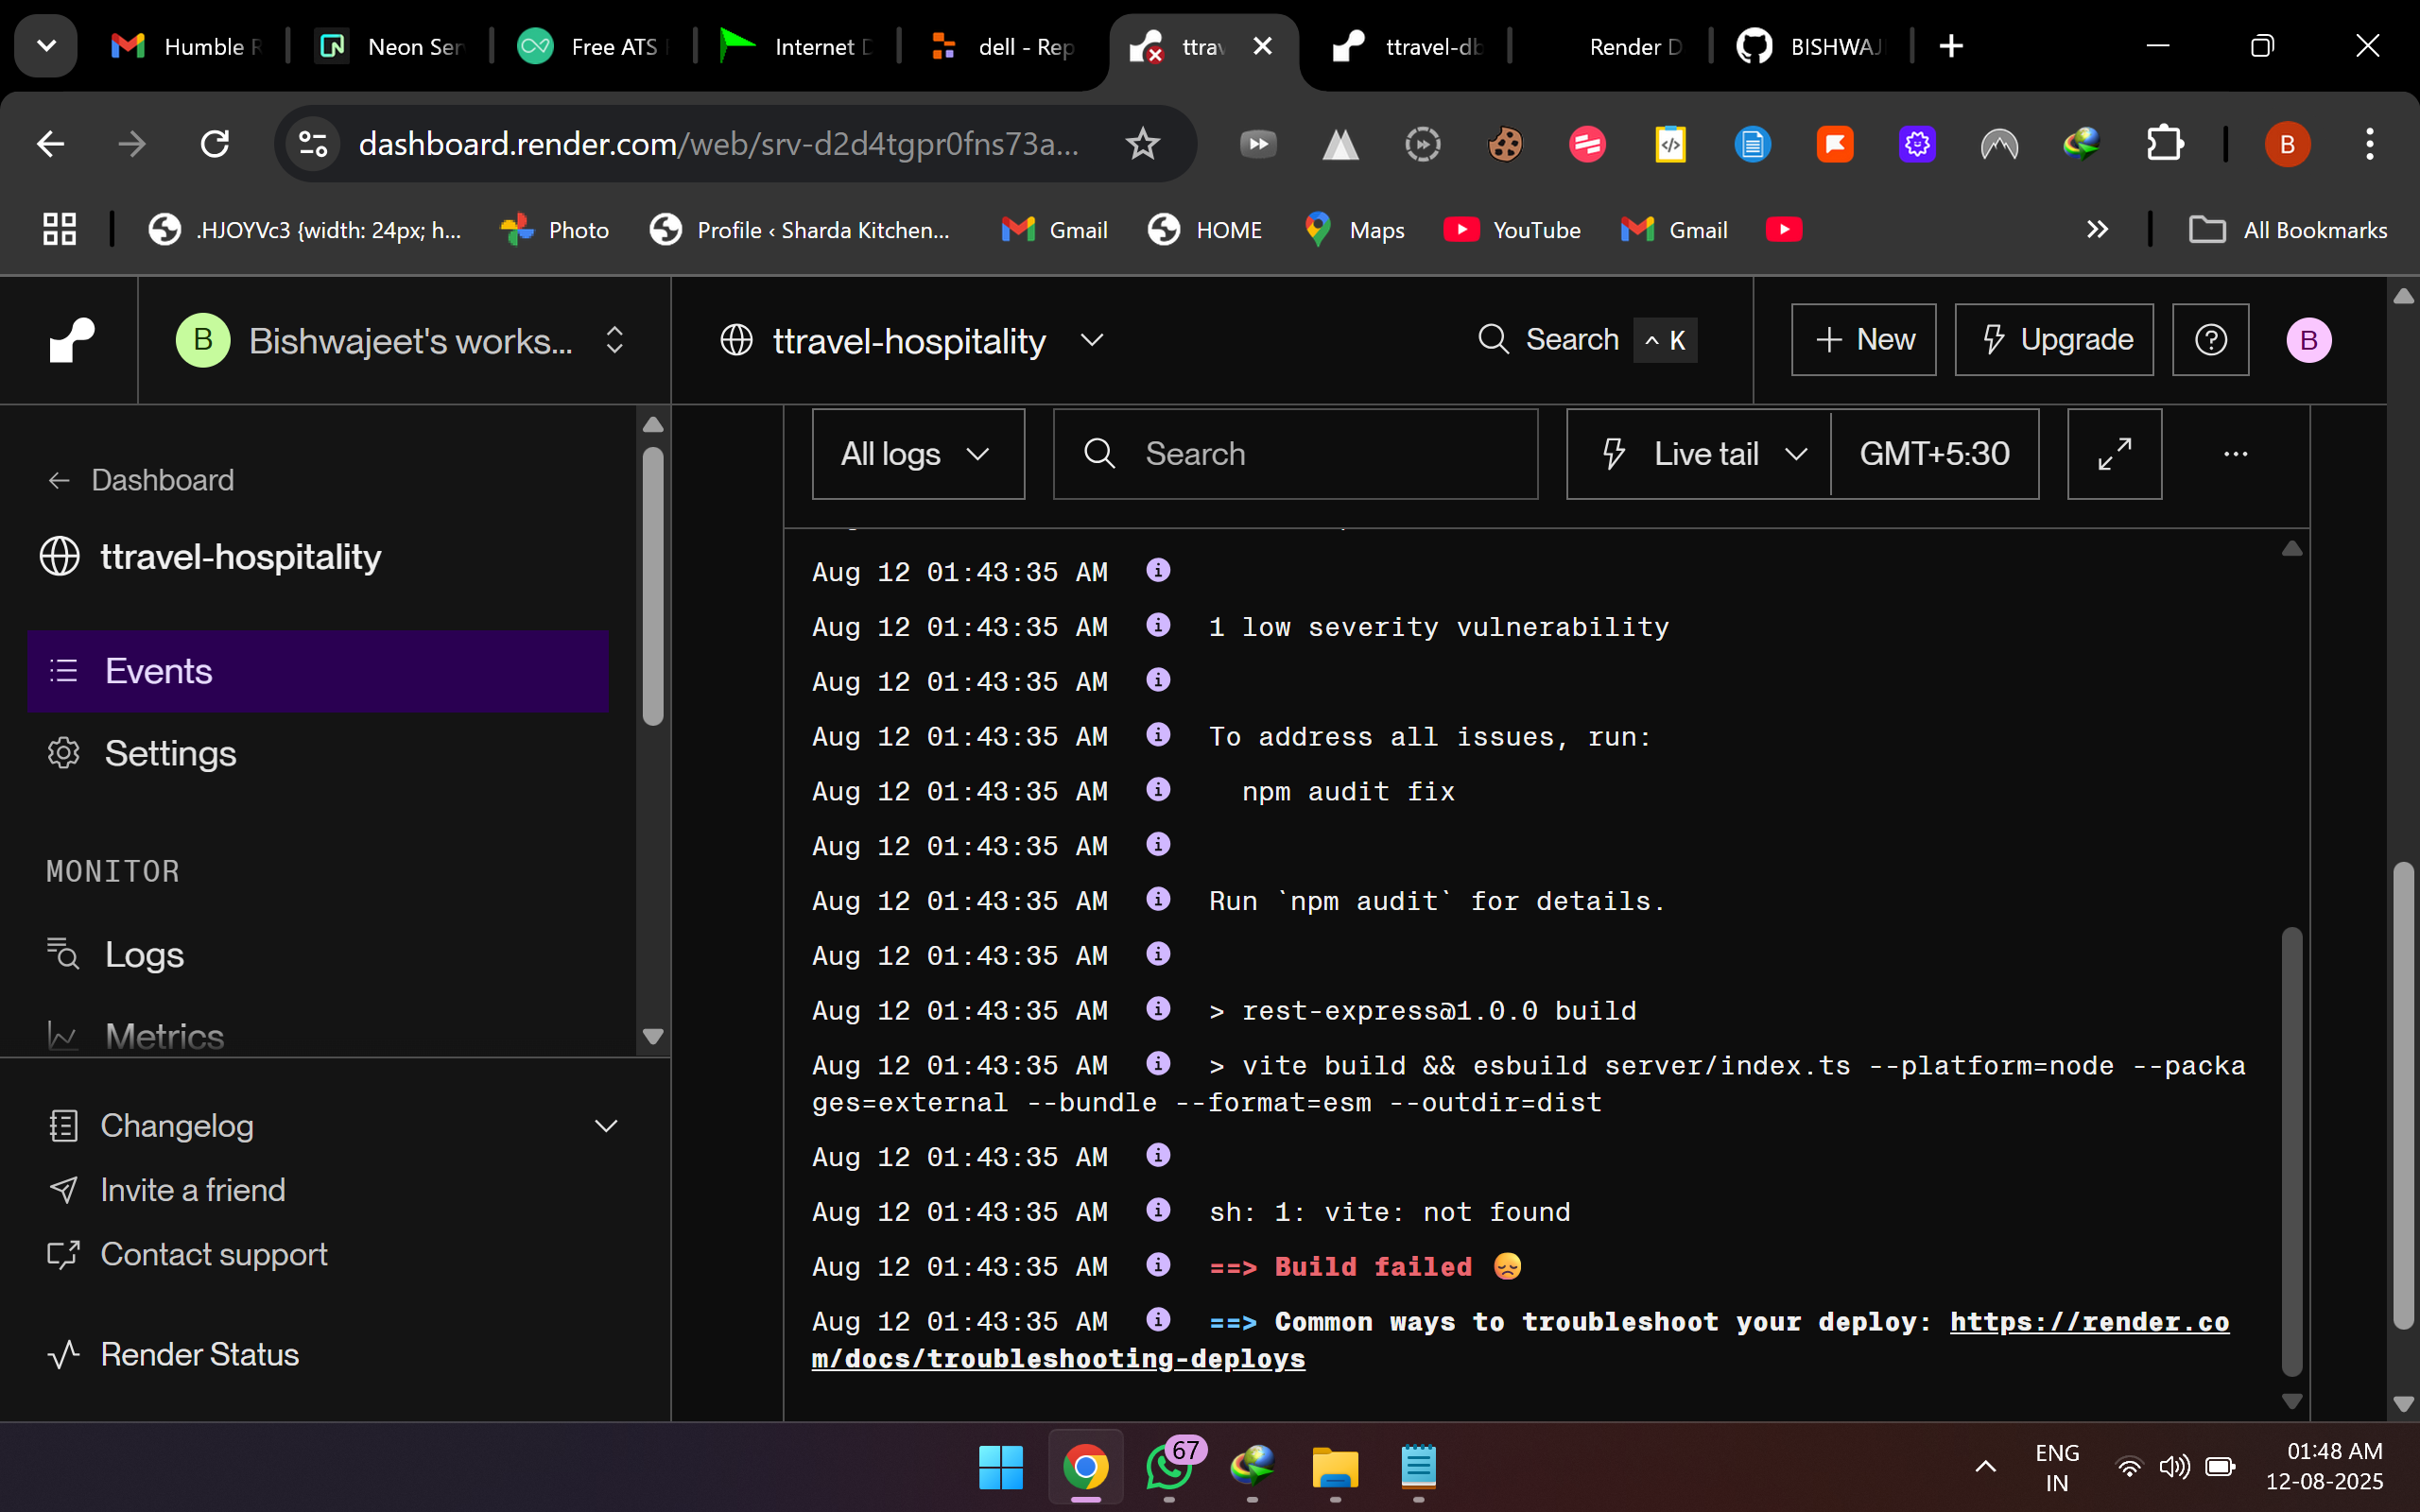 Humble R
Neon Ser
Free ATS
Internet D
dell - Rep
ttrav
ttravel-db
Render D
BISHWAJ
dashboard.render.com/web/srv-d2d4tgpr0fns73a...
B
.HJOYVc3 {width: 24px; h...
Photo
Profile ‹ Sharda Kitchen...
Gmail
HOME
Maps
YouTube
Gmail
All Bookmarks
B
Bishwajeet's works...
ttravel-hospitality
Search
^ K
+ New
Upgrade
B
← Dashboard
ttravel-hospitality
Events
Settings
MONITOR
Logs
Metrics
Changelog
Invite a friend
Contact support
Render Status
All logs
Search
Live tail
GMT+5:30
Aug 12 01:43:35 AM
Aug 12 01:43:35 AM 1 low severity vulnerability
Aug 12 01:43:35 AM
Aug 12 01:43:35 AM To address all issues, run:
Aug 12 01:43:35 AM npm audit fix
Aug 12 01:43:35 AM
Aug 12 01:43:35 AM Run `npm audit` for details.
Aug 12 01:43:35 AM
Aug 12 01:43:35 AM > rest-express@1.0.0 build
Aug 12 01:43:35 AM > vite build && esbuild server/index.ts --platform=node --packa
ges=external --bundle --format=esm --outdir=dist
Aug 12 01:43:35 AM
Aug 12 01:43:35 AM sh: 1: vite: not found
Aug 12 01:43:35 AM ==> Build failed 😞
Aug 12 01:43:35 AM ==> Common ways to troubleshoot your deploy: https://render.co
m/docs/troubleshooting-deploys
67
ENG
IN
01:48 AM
12-08-2025